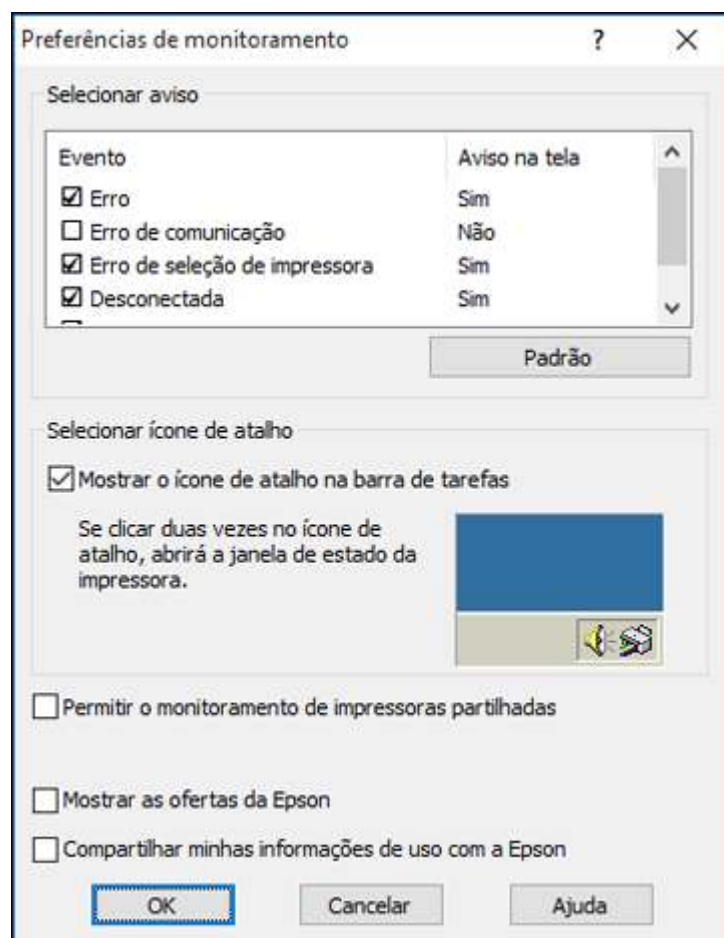 Preferências de monitoramento ? ✕
Selecionar aviso
Evento Aviso na tela
Erro Sim
Erro de comunicação Não
Erro de seleção de impressora Sim
Desconectada Sim
Padrão
Selecionar ícone de atalho
Mostrar o ícone de atalho na barra de tarefas
Se clicar duas vezes no ícone de
atalho, abrirá a janela de estado da
impressora.
Permitir o monitoramento de impressoras partilhadas
Mostrar as ofertas da Epson
Compartilhar minhas informações de uso com a Epson
OK Cancelar Ajuda